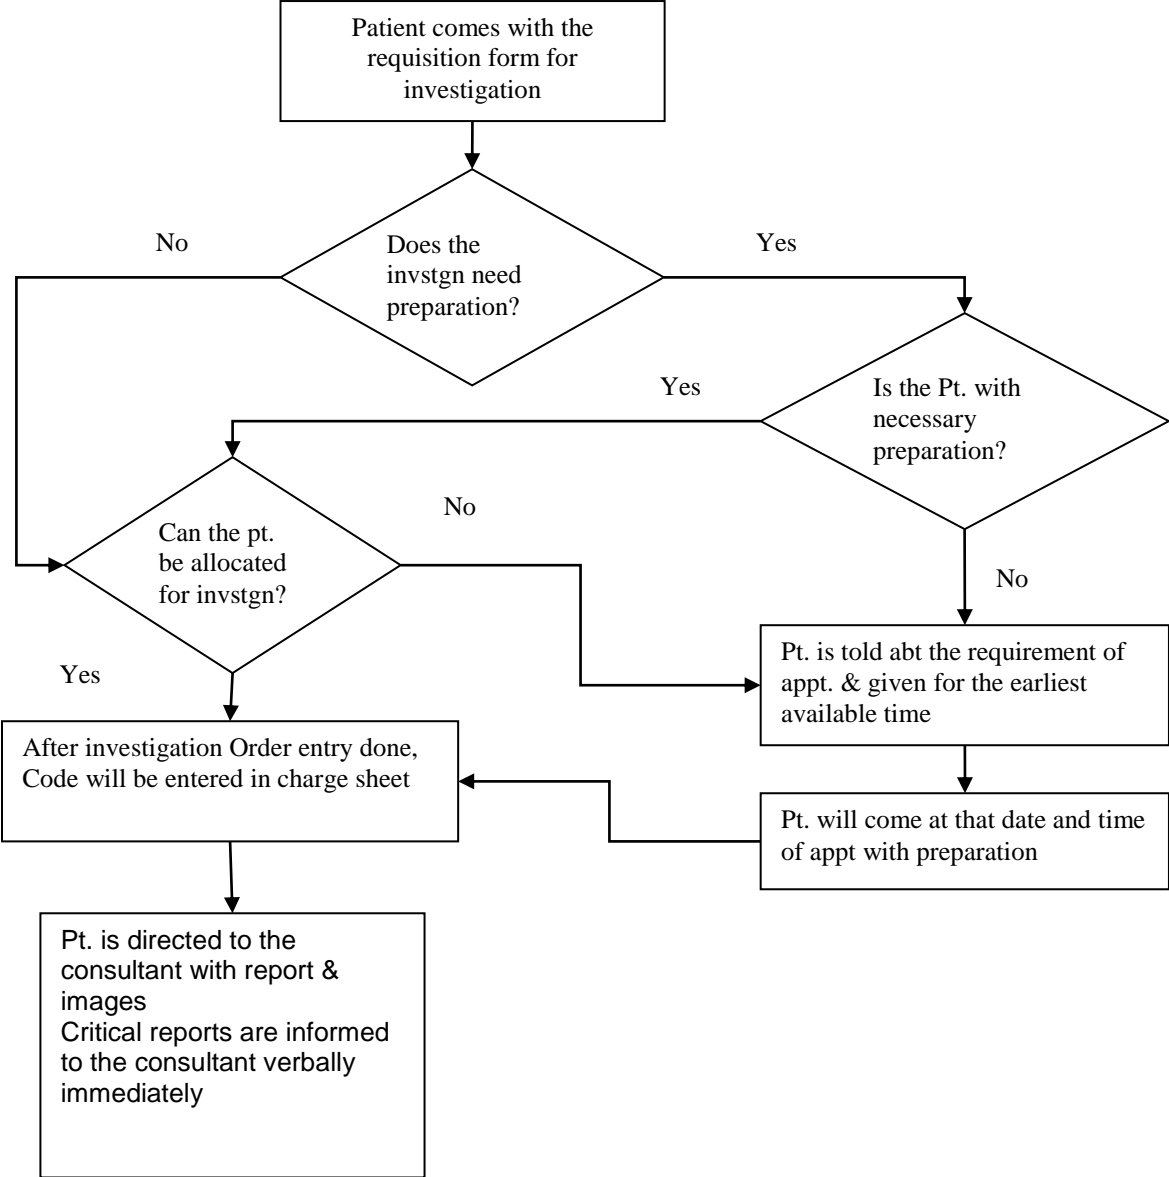 Patient comes with the
requisition form for
investigation
No
Does the
invstgn need
preparation?
Yes
Yes
Is the Pt. with
necessary
preparation?
Can the pt.
be allocated
for invstgn?
No
No
Yes
Pt. is told abt the requirement of
appt. & given for the earliest
available time
After investigation Order entry done,
Code will be entered in charge sheet
Pt. will come at that date and time
of appt with preparation
Pt. is directed to the
consultant with report &
images
Critical reports are informed
to the consultant verbally
immediately